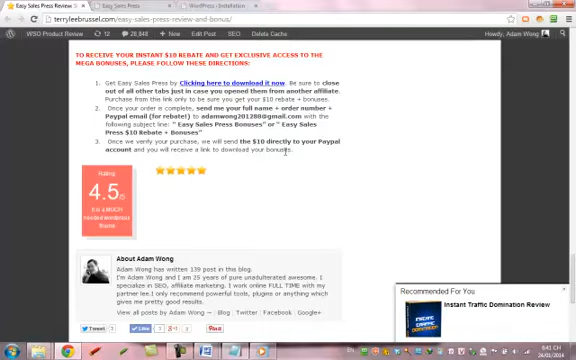 Easy Sales Press Review
Easy Sales Press
WordPress › Installation
terryleebrussel.com/easy-sales-press-review-and-bonus/
WSO Product Review
12
28,848
+ New
Edit Post
SEO
Delete Cache
Howdy, Adam Wong
TO RECEIVE YOUR INSTANT $10 REBATE AND GET EXCLUSIVE ACCESS TO THE
MEGA BONUSES, PLEASE FOLLOW THESE DIRECTIONS:
1. Get Easy Sales Press by Clicking here to download it now. Be sure to close
out of all other tabs just in case you opened them from another affiliate.
Purchase from this link only to be sure you get your $10 rebate + bonuses.
2. Once your order is complete, send me your full name + order number +
Paypal email (for rebate) to adamwong201288@gmail.com with the
following subject line: " Easy Sales Press Bonuses" or " Easy Sales
Press $10 Rebate + Bonuses"
3. Once we verify your purchase, we will send the $10 directly to your Paypal
account and you will receive a link to download your bonuses.
Rating
4.5/5
It is a MUCH
needed wordpress
theme
About Adam Wong
Adam Wong has written 139 post in this blog.
I'm Adam Wong and I am 25 years of pure unadulterated awesome. I
specialize in SEO, affiliate marketing. I work online FULL TIME with my
partner lee.I only recommend powerful tools, plugins or anything which
gives me pretty good results.
View all posts by Adam Wong → | Blog | Twitter | Facebook | Google+
Tweet
Like
+1
Pin it
Recommended For You
Instant Traffic Domination Review
EN
6:43 CH
24/01/2014